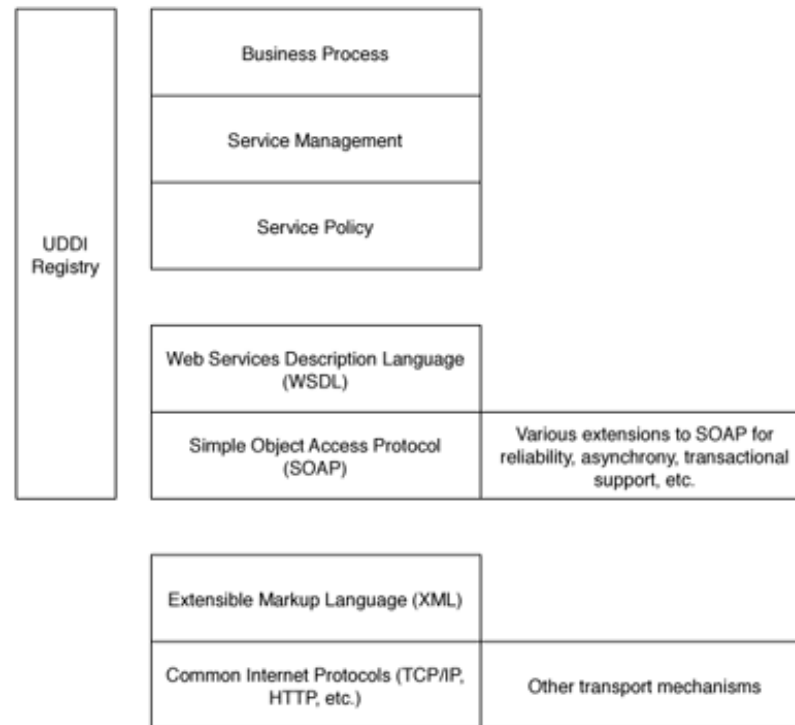 Business Process
Service Management
Service Policy
UDDI
Registry
Web Services Description Language
(WSDL)
Simple Object Access Protocol
(SOAP)
Various extensions to SOAP for
reliability, asynchrony, transactional
support, etc.
Extensible Markup Language (XML)
Common Internet Protocols (TCP/IP,
HTTP, etc.)
Other transport mechanisms